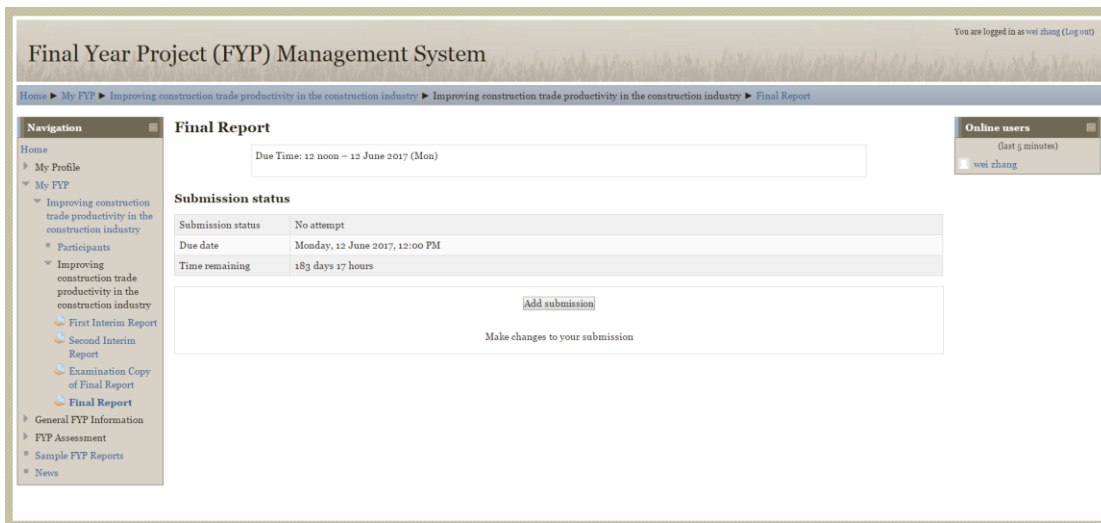 You are logged in as wei zhang (Log out)
Final Year Project (FYP) Management System
Home ► My FYP ► Improving construction trade productivity in the construction industry ► Improving construction trade productivity in the construction industry ► Final Report
Navigation
Home
My Profile
My FYP
Improving construction
trade productivity in the
construction industry
Participants
Improving
construction trade
productivity in the
construction industry
First Interim Report
Second Interim
Report
Examination Copy
of Final Report
Final Report
General FYP Information
FYP Assessment
Sample FYP Reports
News
Final Report
Due Time: 12 noon – 12 June 2017 (Mon)
Submission status
Submission status No attempt
Due date Monday, 12 June 2017, 12:00 PM
Time remaining 183 days 17 hours
Add submission
Make changes to your submission
Online users
(last 5 minutes)
wei zhang